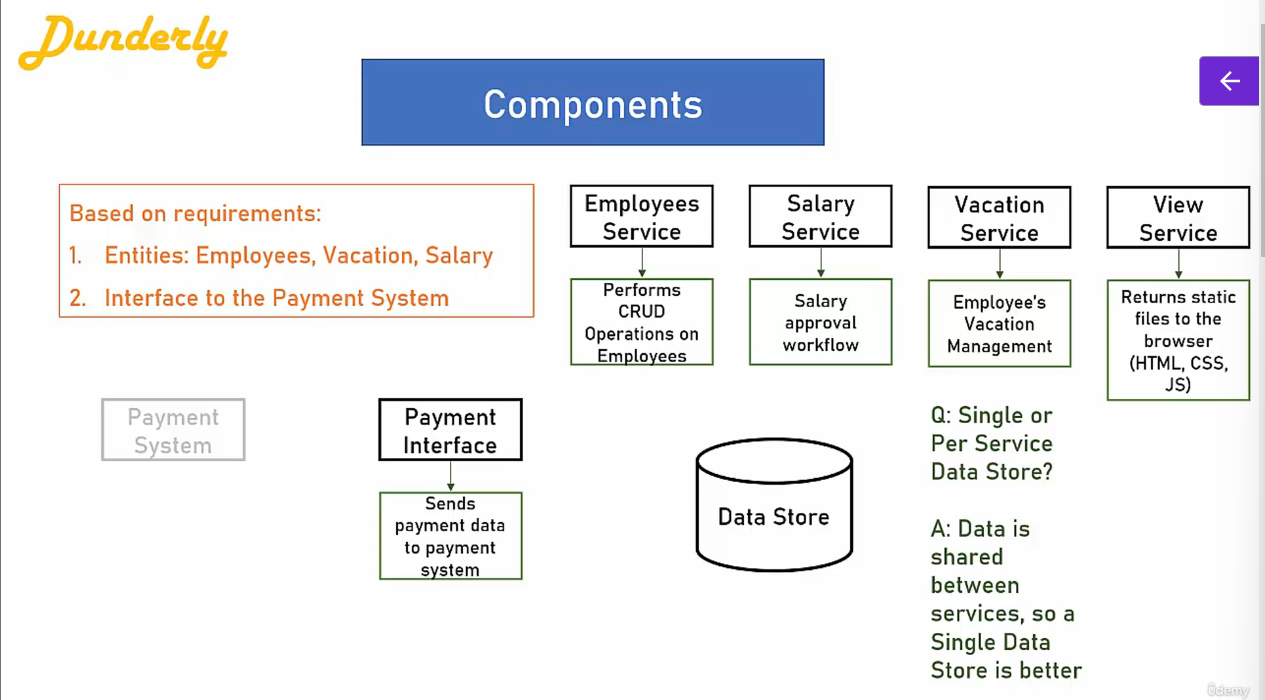 Dunderly
Components
Based on requirements:
1. Entities: Employees, Vacation, Salary
2. Interface to the Payment System
Employees
Service
Performs
CRUD
Operations on
Employees
Salary
Service
Salary
approval
workflow
Vacation
Service
Employee's
Vacation
Management
View
Service
Returns static
files to the
browser
(HTML, CSS,
JS)
Payment
System
Payment
Interface
Sends
payment data
to payment
system
Data Store
Q: Single or
Per Service
Data Store?
A: Data is
shared
between
services, so a
Single Data
Store is better
ûdemy